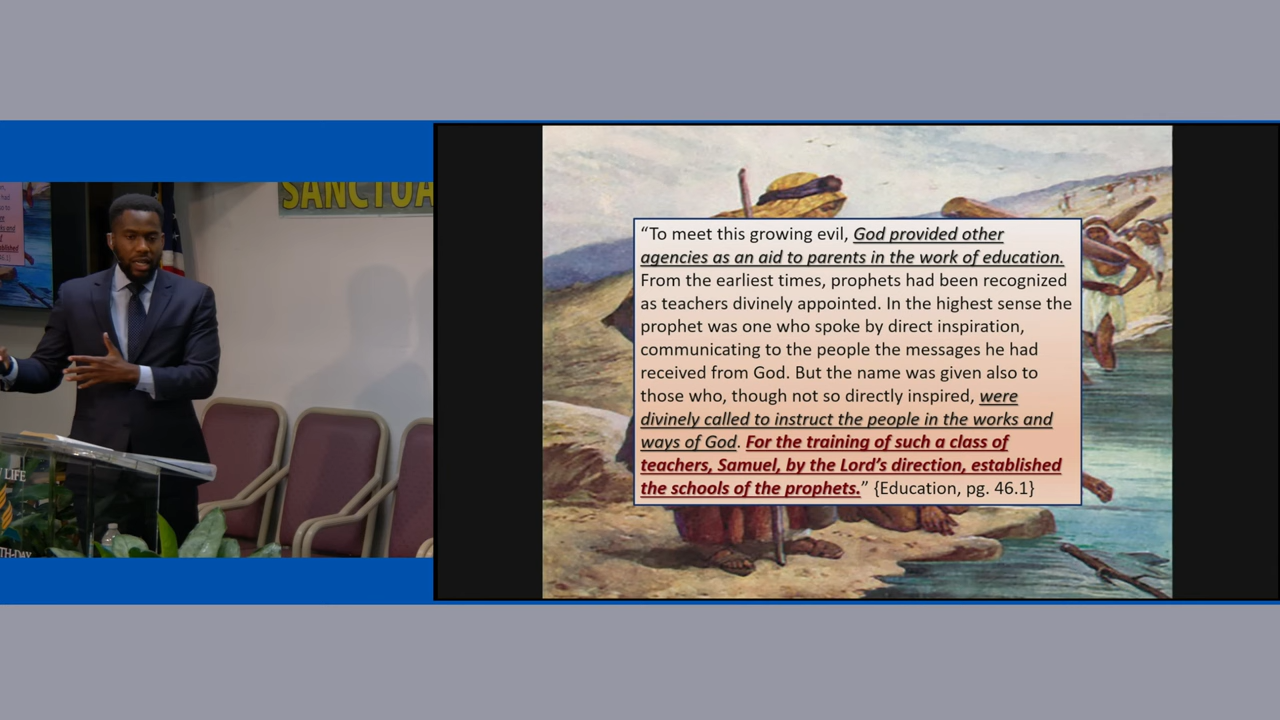 SANCTUA
LIFE
TH-DAY
“To meet this growing evil, God provided other
agencies as an aid to parents in the work of education.
From the earliest times, prophets had been recognized
as teachers divinely appointed. In the highest sense the
prophet was one who spoke by direct inspiration,
communicating to the people the messages he had
received from God. But the name was given also to
those who, though not so directly inspired, were
divinely called to instruct the people in the works and
ways of God. For the training of such a class of
teachers, Samuel, by the Lord’s direction, established
the schools of the prophets.” {Education, pg. 46.1}